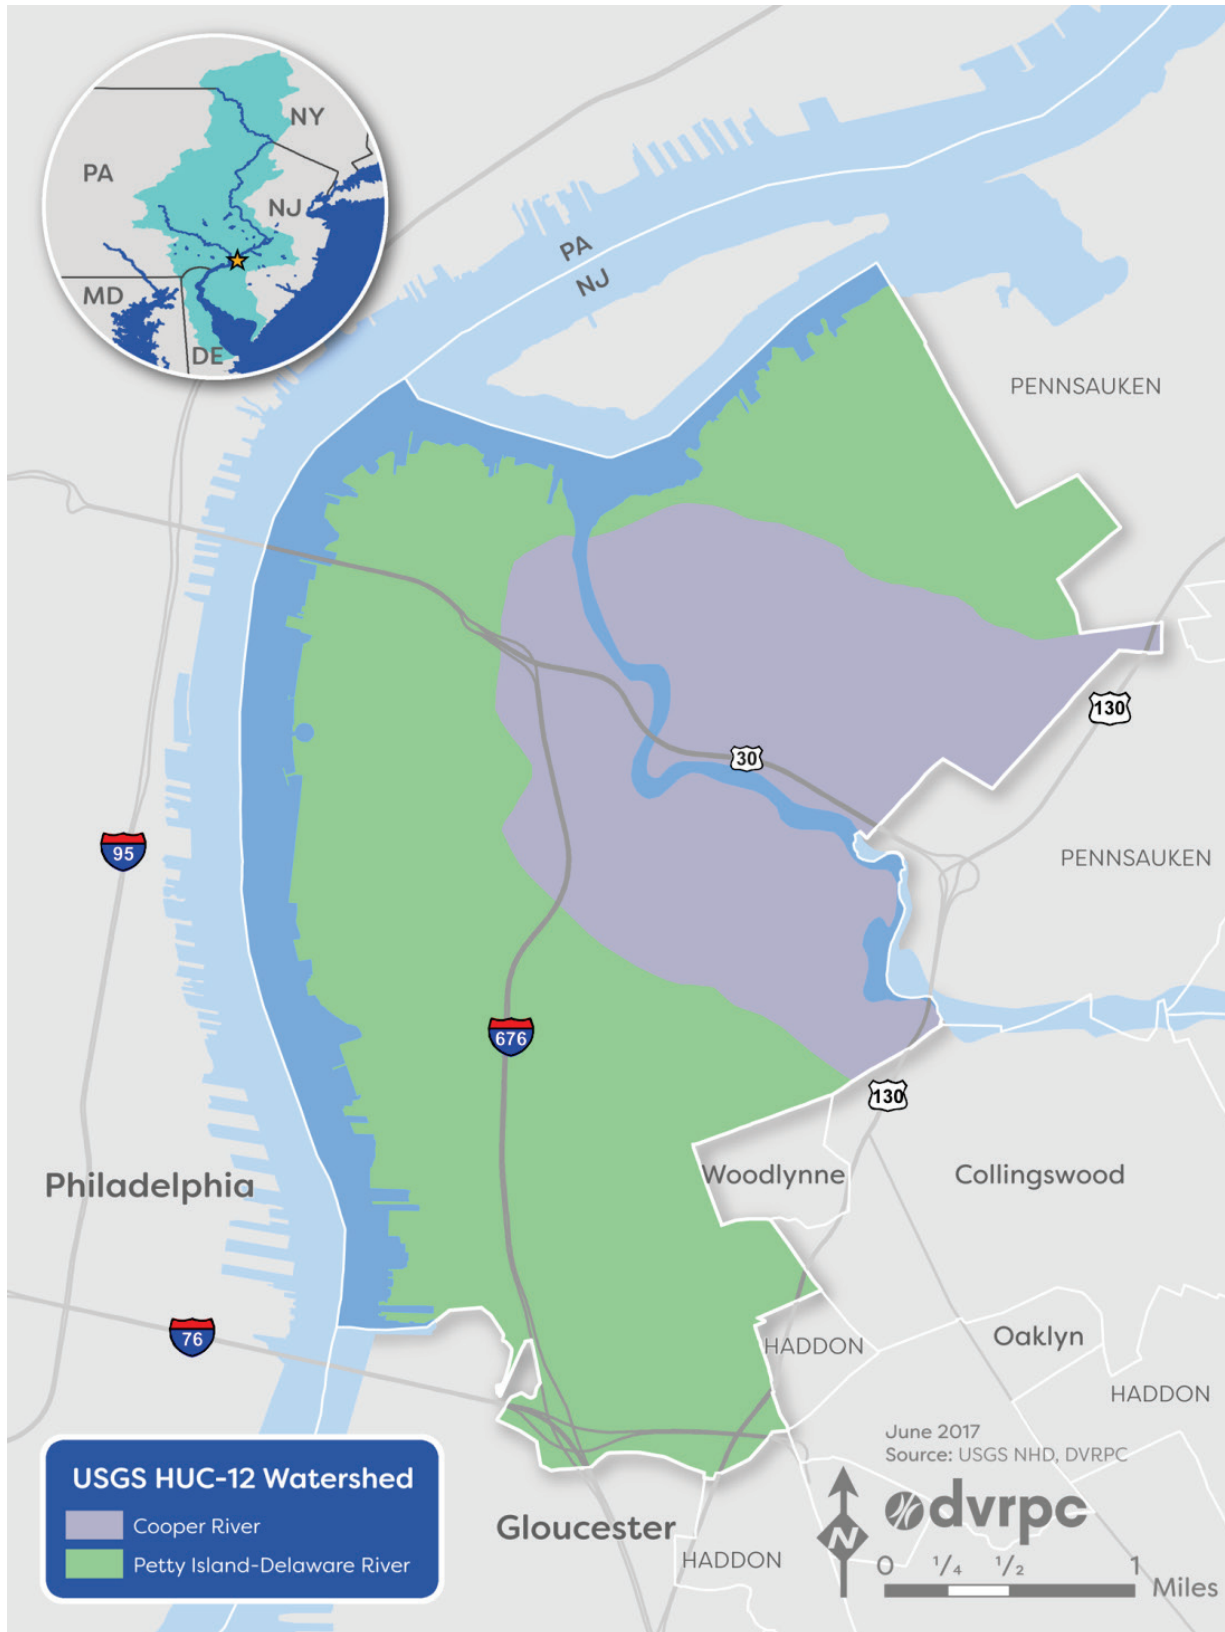 NY
PA
NJ
MD
DE
PA
NJ
PENNSAUKEN
130
30
95
PENNSAUKEN
676
130
Philadelphia
Woodlynne
Collingswood
76
HADDON
Oaklyn
HADDON
June 2017
Source: USGS NHD, DVRPC
USGS HUC-12 Watershed
Cooper River
Petty Island-Delaware River
Gloucester
HADDON
N
dvrpc
0 1/4 1/2 1 Miles